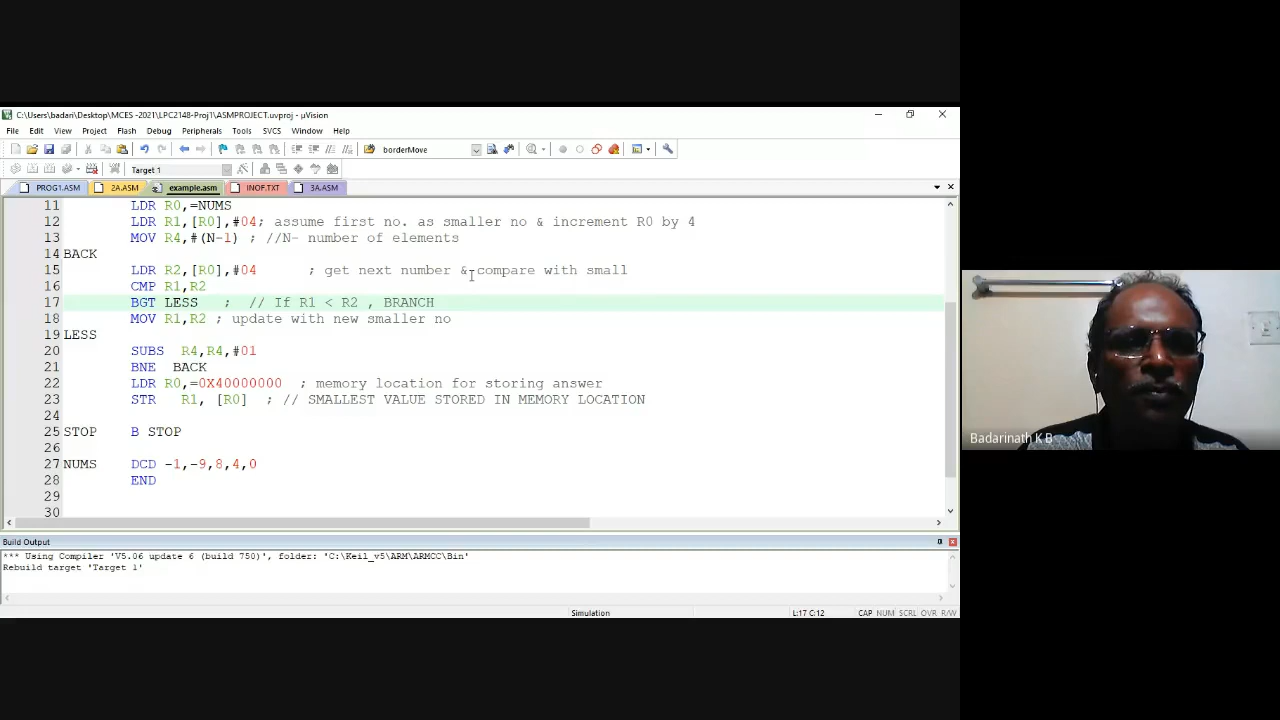 C:\Users\badari\Desktop\MCES -2021\LPC2148-Proj1\ASMPROJECT.uvproj - µVision
File Edit View Project Flash Debug Peripherals Tools SVCS Window Help
borderMove
Target 1
PROG1.ASM 2A.ASM example.asm INOF.TXT 3A.ASM
11 LDR R0,=NUMS
12 LDR R1,[R0],#04; assume first no. as smaller no & increment R0 by 4
13 MOV R4,#(N-1) ; //N- number of elements
14 BACK
15 LDR R2,[R0],#04 ; get next number & compare with small
16 CMP R1,R2
17 BGT LESS ; // If R1 < R2 , BRANCH
18 MOV R1,R2 ; update with new smaller no
19 LESS
20 SUBS R4,R4,#01
21 BNE BACK
22 LDR R0,=0X40000000 ; memory location for storing answer
23 STR R1, [R0] ; // SMALLEST VALUE STORED IN MEMORY LOCATION
24
25 STOP B STOP
26
27 NUMS DCD -1,-9,8,4,0
28 END
29
30
Build Output
*** Using Compiler 'V5.06 update 6 (build 750)', folder: 'C:\Keil_v5\ARM\ARMCC\Bin'
Rebuild target 'Target 1'
Simulation L:17 C:12 CAP NUM SCRL OVR R/W
Badarinath K B